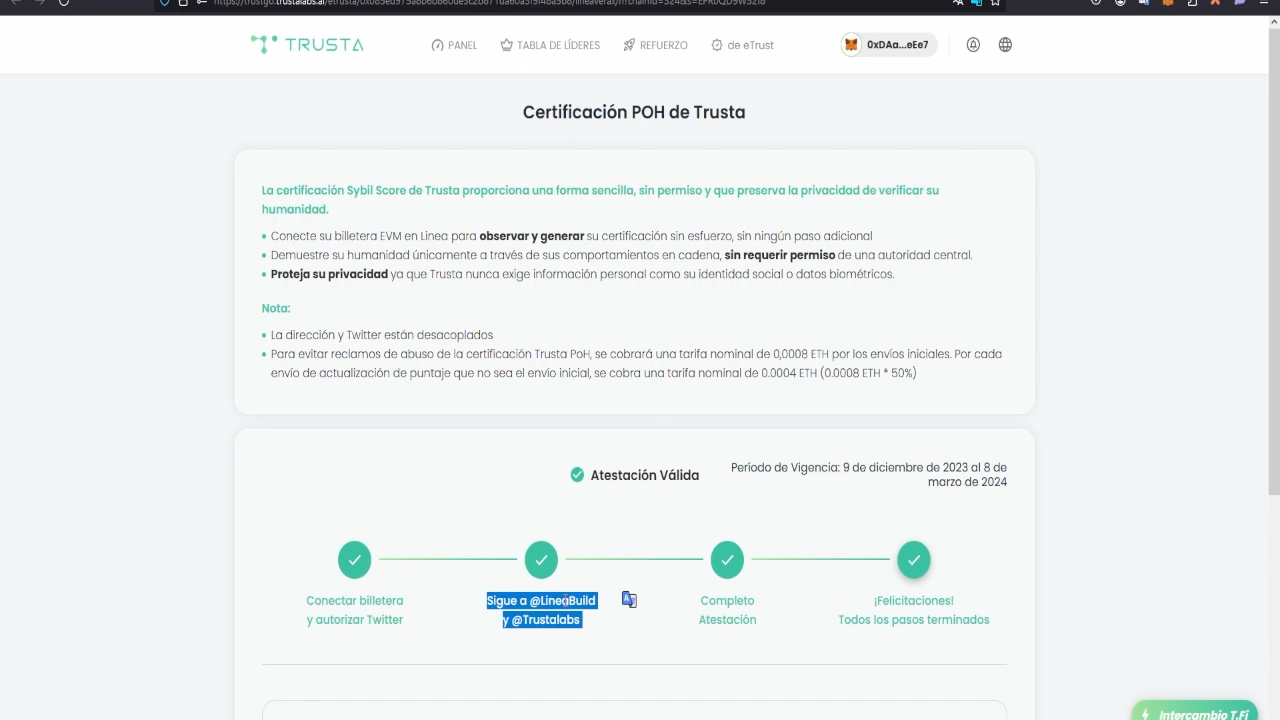 TRUSTA
PANEL
TABLA DE LÍDERES
REFUERZO
de eTrust
0xDAa...eEe7
Certificación POH de Trusta
La certificación Sybil Score de Trusta proporciona una forma sencilla, sin permiso y que preserva la privacidad de verificar su
humanidad.
Conecte su billetera EVM en Linea para observar y generar su certificación sin esfuerzo, sin ningún paso adicional
Demuestre su humanidad únicamente a través de sus comportamientos en cadena, sin requerir permiso de una autoridad central.
Proteja su privacidad ya que Trusta nunca exige información personal como su identidad social o datos biométricos.
Nota:
La dirección y Twitter están desacoplados
Para evitar reclamos de abuso de la certificación Trusta PoH, se cobrará una tarifa nominal de 0,0008 ETH por los envíos iniciales. Por cada
envío de actualización de puntaje que no sea el envío inicial, se cobra una tarifa nominal de 0.0004 ETH (0.0008 ETH * 50%)
Atestación Válida
Período de Vigencia: 9 de diciembre de 2023 al 8 de
marzo de 2024
Conectar billetera
y autorizar Twitter
Sigue a @LineaBuild
y @Trustalabs
Completo
Atestación
¡Felicitaciones!
Todos los pasos terminados
Intercambio T.Fi